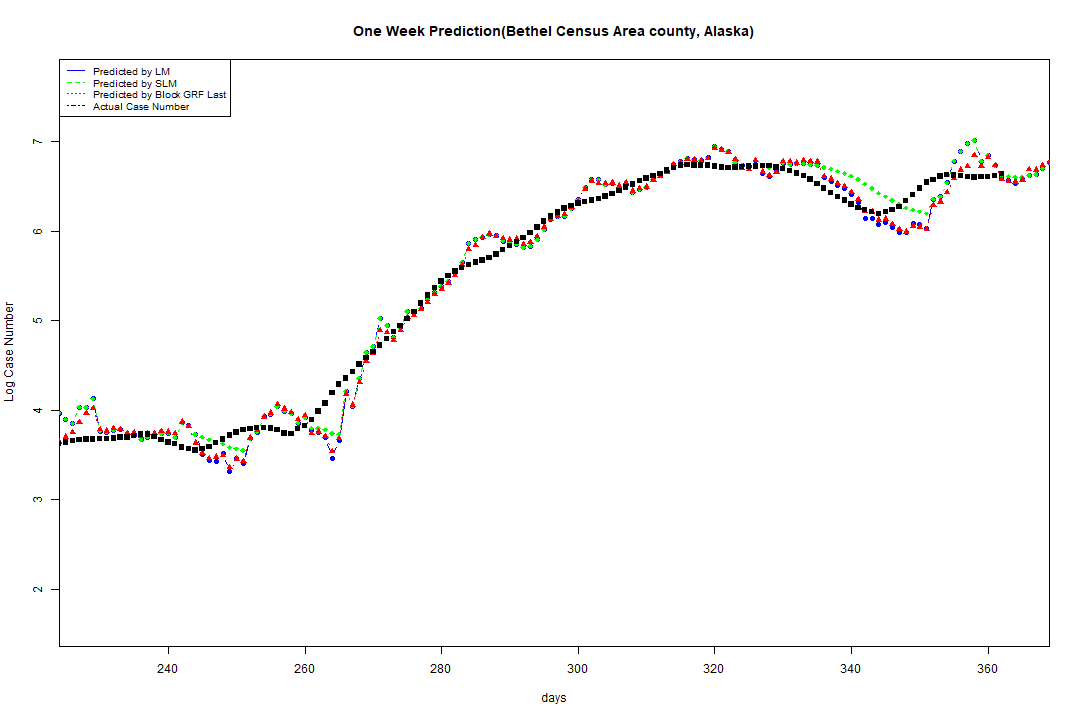 One Week Prediction(Bethel Census Area county, Alaska)
Predicted by LM
Predicted by SLM
Predicted by Block GRF Last
Actual Case Number
7
6
5
4
3
2
Log Case Number
240 260 280 300 320 340 360
days